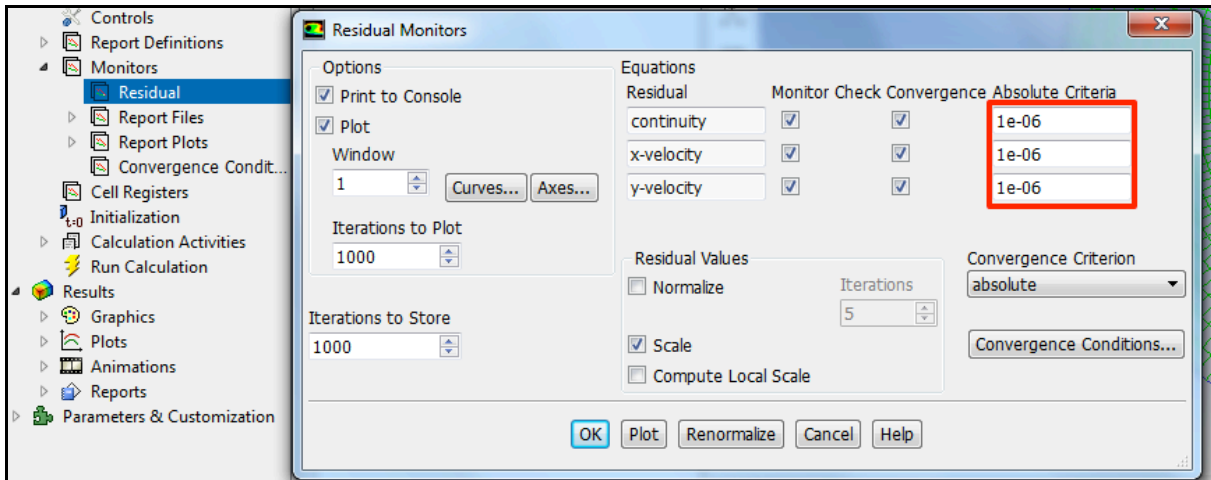 Controls
Report Definitions
Monitors
Residual
Report Files
Report Plots
Convergence Condit...
Cell Registers
t=0 Initialization
Calculation Activities
Run Calculation
Results
Graphics
Plots
Animations
Reports
Parameters & Customization
Residual Monitors
Options
Print to Console
Plot
Window
1 Curves... Axes...
Iterations to Plot
1000
Iterations to Store
1000
Equations
Residual Monitor Check Convergence Absolute Criteria
continuity 1e-06
x-velocity 1e-06
y-velocity 1e-06
Residual Values
Normalize Iterations
5
Scale
Compute Local Scale
Convergence Criterion
absolute
Convergence Conditions...
OK Plot Renormalize Cancel Help